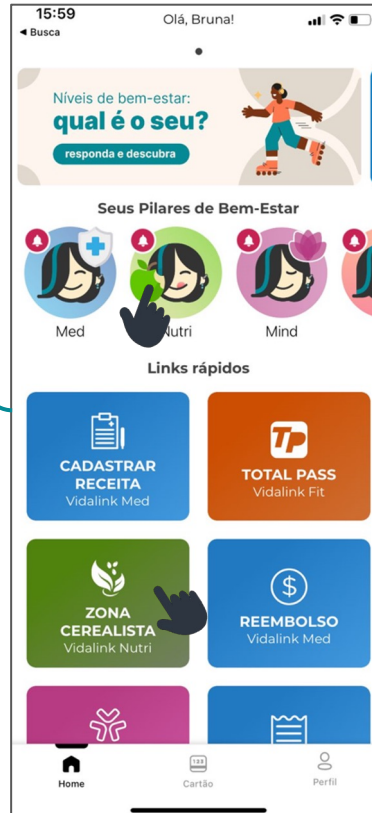 15:59
Olá, Bruna!
◄ Busca
Níveis de bem-estar:
qual é o seu?
responda e descubra
Seus Pilares de Bem-Estar
Med
Nutri
Mind
Links rápidos
CADASTRAR
RECEITA
Vidalink Med
TP
TOTAL PASS
Vidalink Fit
ZONA
CEREALISTA
Vidalink Nutri
$
REEMBOLSO
Vidalink Med
Home
Cartão
Perfil